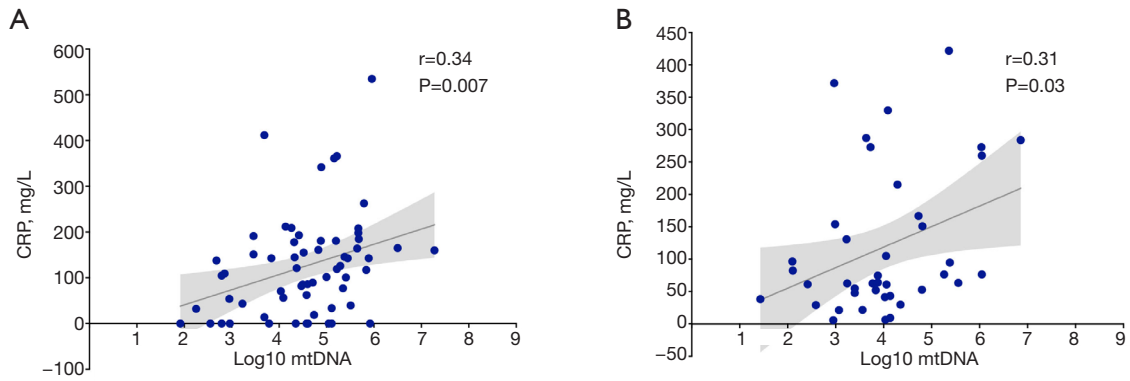 A
600
500
400
300
200
100
0
−100
CRP, mg/L
r=0.34
P=0.007
1 2 3 4 5 6 7 8 9
Log10 mtDNA
B
450
400
350
300
250
200
150
100
50
0
−50
CRP, mg/L
r=0.31
P=0.03
1 2 3 4 5 6 7 8 9
Log10 mtDNA